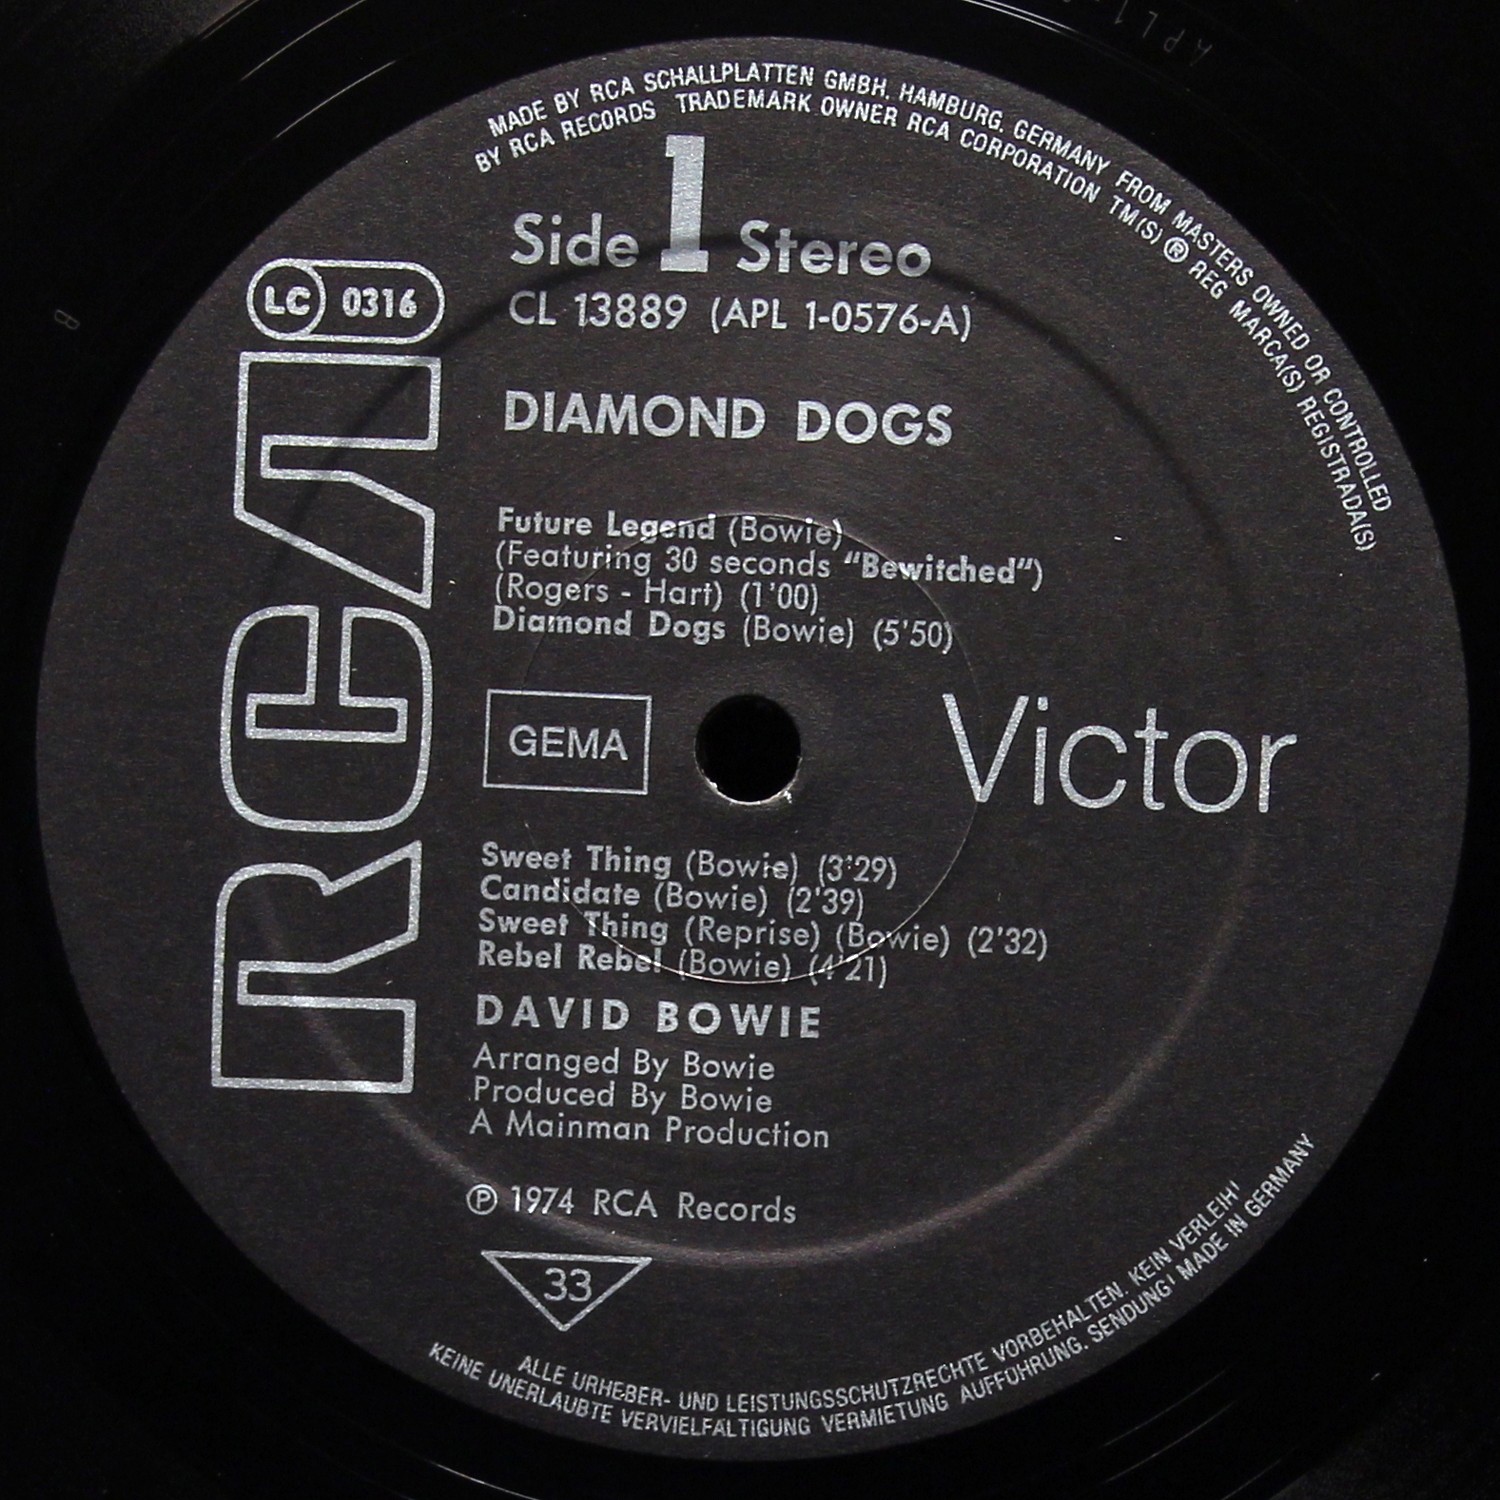 MADE BY RCA SCHALLPLATTEN GMBH, HAMBURG, GERMANY FROM MASTERS OWNED OR CONTROLLED
BY RCA RECORDS TRADEMARK OWNER RCA CORPORATION TM(S) ® REG MARCA(S) REGISTRADA(S)
Side 1 Stereo
CL 13889 (APL 1-0576-A)
LC 0316
RCA
DIAMOND DOGS
Future Legend (Bowie)
(Featuring 30 seconds "Bewitched")
(Rogers - Hart) (1'00)
Diamond Dogs (Bowie) (5'50)
GEMA
Victor
Sweet Thing (Bowie) (3'29)
Candidate (Bowie) (2'39)
Sweet Thing (Reprise) (Bowie) (2'32)
Rebel Rebel (Bowie) (4'21)
DAVID BOWIE
Arranged By Bowie
Produced By Bowie
A Mainman Production
℗ 1974 RCA Records
33
ALLE URHEBER- UND LEISTUNGSSCHUTZRECHTE VORBEHALTEN. KEIN VERLEIH!
KEINE UNERLAUBTE VERVIELFÄLTIGUNG VERMIETUNG AUFFÜHRUNG. SENDUNG! MADE IN GERMANY
B